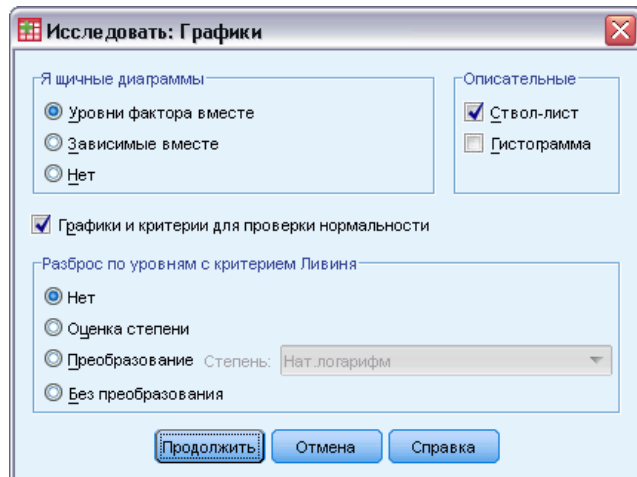 Исследовать: Графики
Я щичные диаграммы
Уровни фактора вместе
Зависимые вместе
Нет
Описательные
Ствол-лист
Гистограмма
Графики и критерии для проверки нормальности
Разброс по уровням с критерием Ливиня
Нет
Оценка степени
Преобразование Степень: Нат.логарифм
Без преобразования
Продолжить Отмена Справка